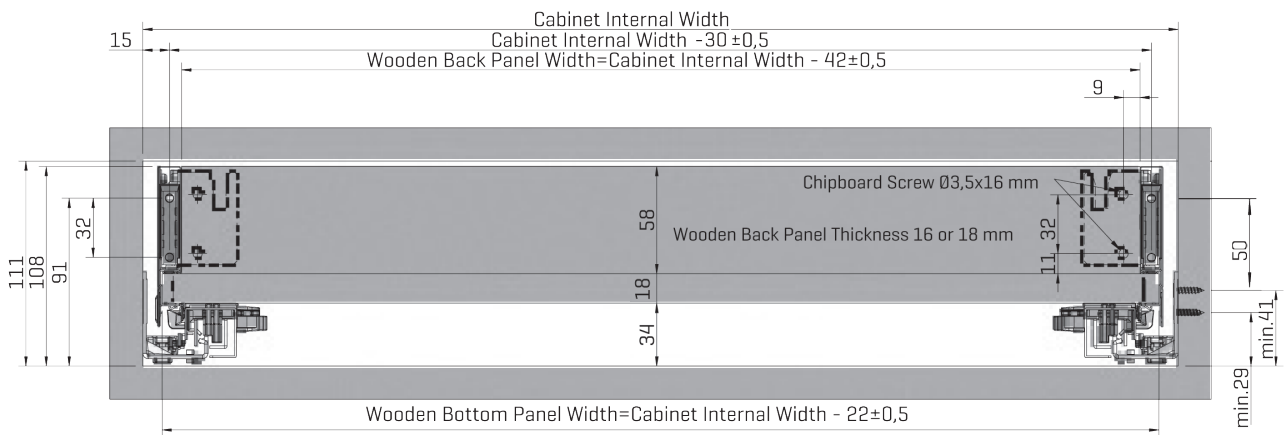 Cabinet Internal Width
15
Cabinet Internal Width -30 ±0,5
Wooden Back Panel Width=Cabinet Internal Width - 42±0,5
9
Chipboard Screw Ø3,5x16 mm
32
58
Wooden Back Panel Thickness 16 or 18 mm
32
50
111
108
91
11
18
34
min.41
min.29
Wooden Bottom Panel Width=Cabinet Internal Width - 22±0,5